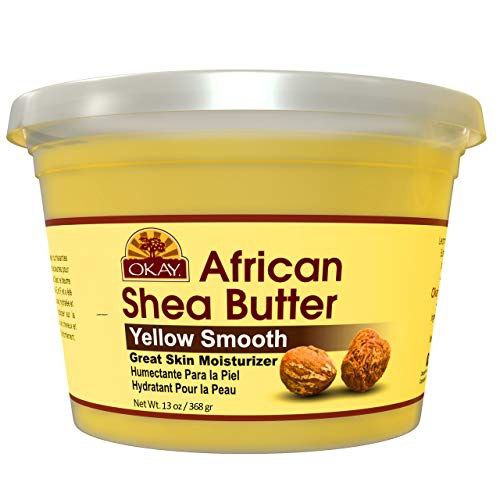 OKAY.
African
Shea Butter
Yellow Smooth
Great Skin Moisturizer
Humectante Para la Piel
Hydratant Pour la Peau
Net Wt. 13 oz / 368 gr